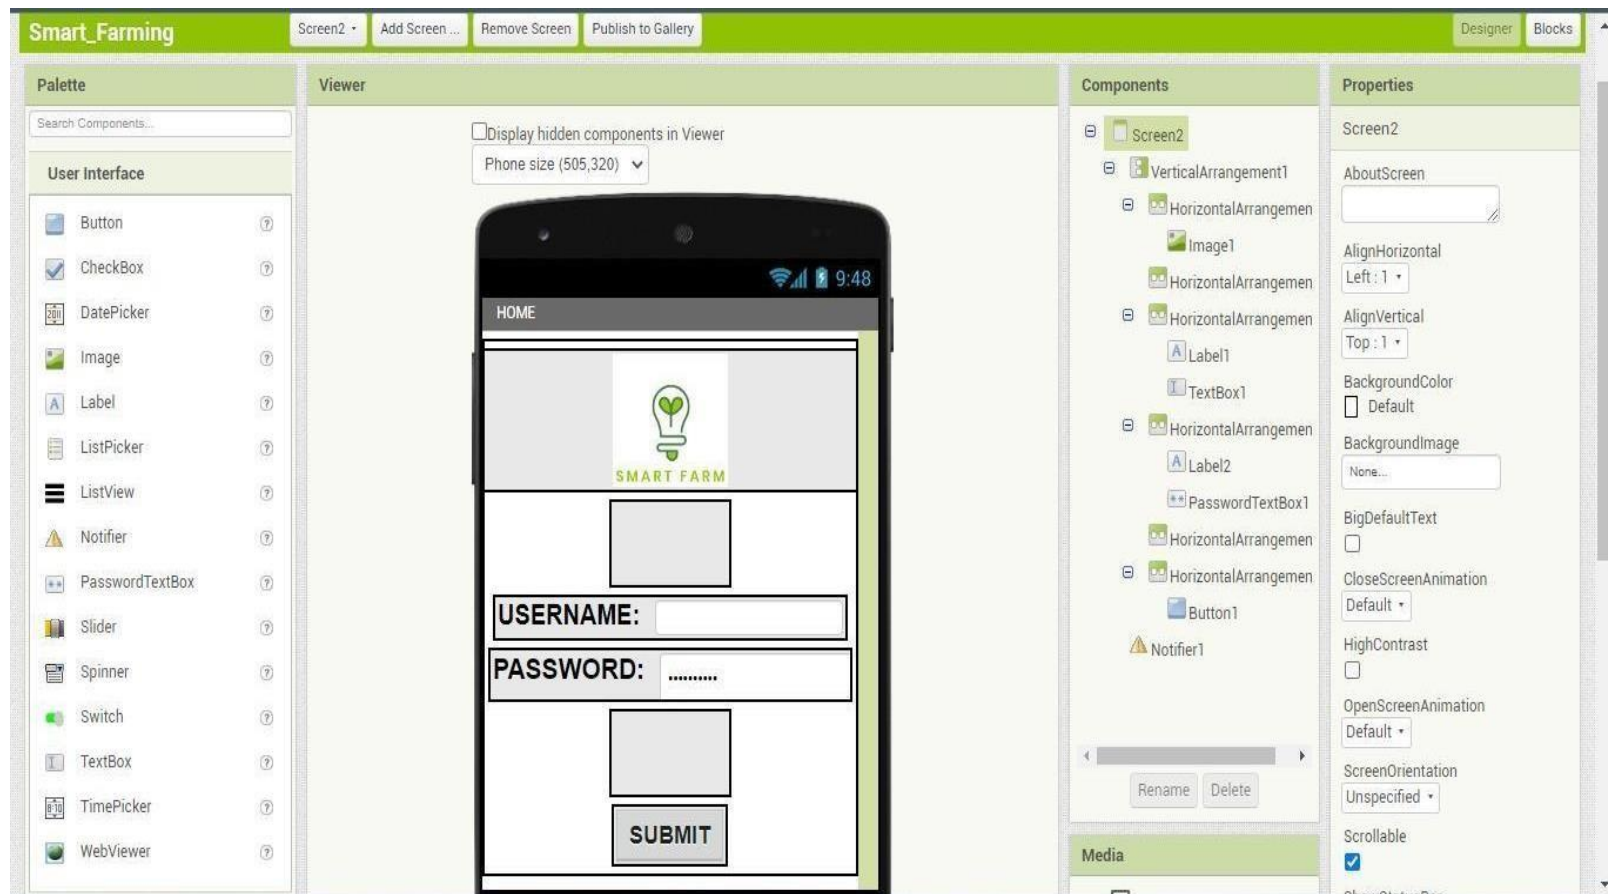 Smart_Farming Screen2 Add Screen ... Remove Screen Publish to Gallery Designer Blocks
Palette
Search Components...
User Interface
Button
CheckBox
DatePicker
Image
Label
ListPicker
ListView
Notifier
PasswordTextBox
Slider
Spinner
Switch
TextBox
TimePicker
WebViewer
Viewer
Display hidden components in Viewer
Phone size (505,320)
9:48
HOME
SMART FARM
USERNAME:
PASSWORD: ..........
SUBMIT
Components
Screen2
VerticalArrangement1
HorizontalArrangemen
Image1
HorizontalArrangemen
HorizontalArrangemen
Label1
TextBox1
HorizontalArrangemen
Label2
PasswordTextBox1
HorizontalArrangemen
HorizontalArrangemen
Button1
Notifier1
Rename Delete
Media
Properties
Screen2
AboutScreen
AlignHorizontal
Left : 1
AlignVertical
Top : 1
BackgroundColor
Default
BackgroundImage
None...
BigDefaultText
CloseScreenAnimation
Default
HighContrast
OpenScreenAnimation
Default
ScreenOrientation
Unspecified
Scrollable